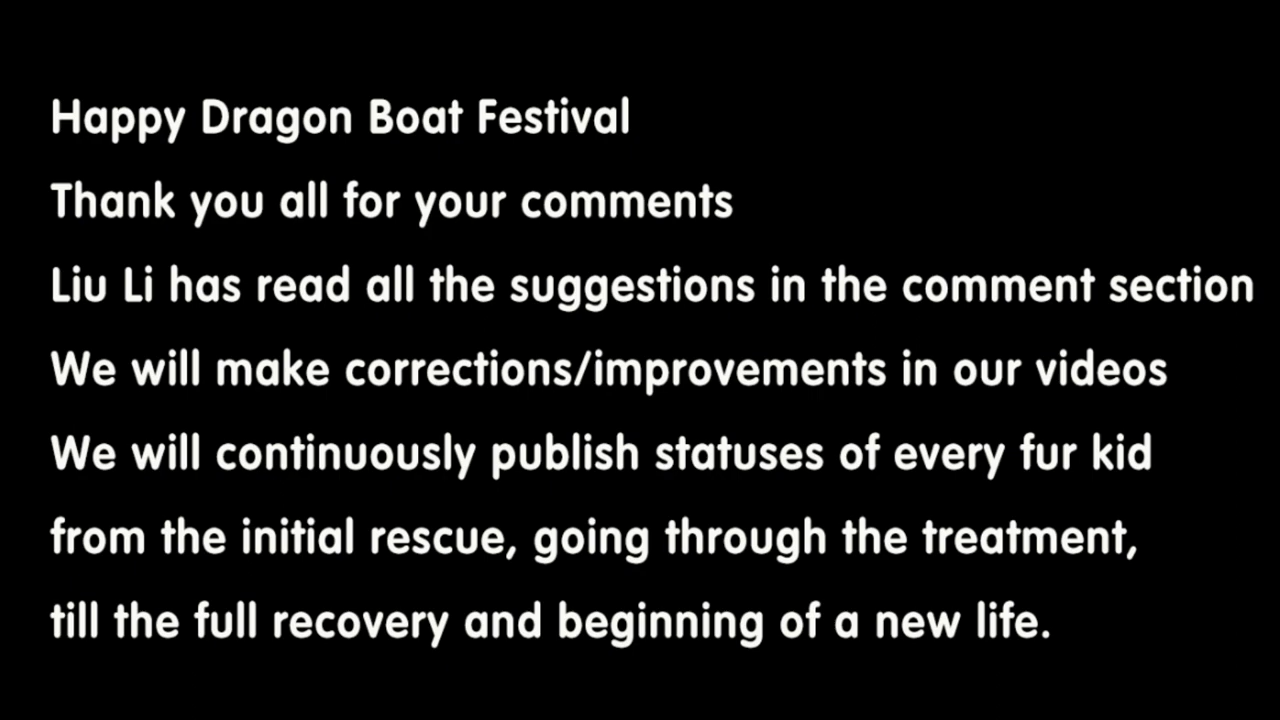 Happy Dragon Boat Festival
Thank you all for your comments
Liu Li has read all the suggestions in the comment section
We will make corrections/improvements in our videos
We will continuously publish statuses of every fur kid
from the initial rescue, going through the treatment,
till the full recovery and beginning of a new life.